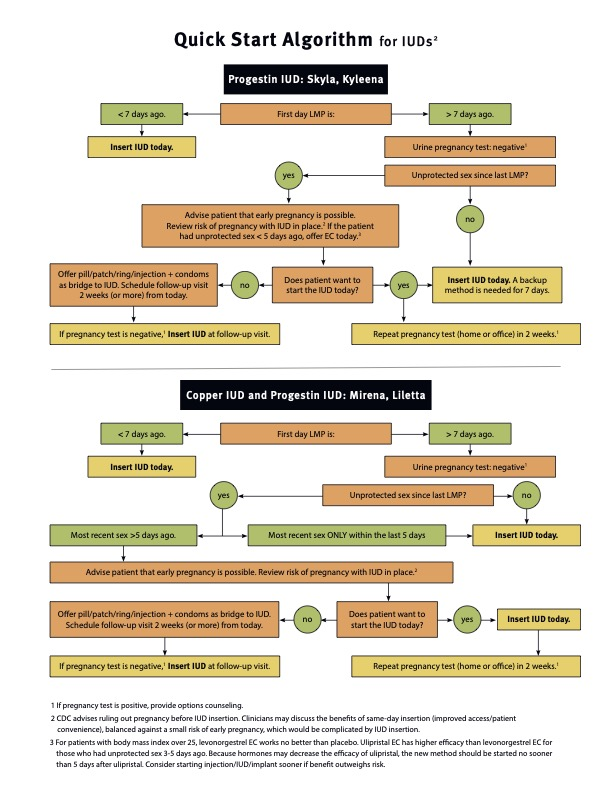 Quick Start Algorithm for IUDs²
Progestin IUD: Skyla, Kyleena
< 7 days ago.
First day LMP is:
> 7 days ago.
Insert IUD today.
Urine pregnancy test: negative¹
yes
Unprotected sex since last LMP?
Advise patient that early pregnancy is possible.
Review risk of pregnancy with IUD in place.² If the patient
had unprotected sex < 5 days ago, offer EC today.³
no
Offer pill/patch/ring/injection + condoms
as bridge to IUD. Schedule follow-up visit
2 weeks (or more) from today.
no
Does patient want to
start the IUD today?
yes
Insert IUD today. A backup
method is needed for 7 days.
If pregnancy test is negative,¹ Insert IUD at follow-up visit.
Repeat pregnancy test (home or office) in 2 weeks.¹
Copper IUD and Progestin IUD: Mirena, Liletta
< 7 days ago.
First day LMP is:
> 7 days ago.
Insert IUD today.
Urine pregnancy test: negative¹
yes
Unprotected sex since last LMP?
no
Most recent sex >5 days ago.
Most recent sex ONLY within the last 5 days
Insert IUD today.
Advise patient that early pregnancy is possible. Review risk of pregnancy with IUD in place.²
Offer pill/patch/ring/injection + condoms as bridge to IUD.
Schedule follow-up visit 2 weeks (or more) from today.
no
Does patient want to
start the IUD today?
yes
Insert IUD today.
If pregnancy test is negative,¹ Insert IUD at follow-up visit.
Repeat pregnancy test (home or office) in 2 weeks.¹
1 If pregnancy test is positive, provide options counseling.
2 CDC advises ruling out pregnancy before IUD insertion. Clinicians may discuss the benefits of same-day insertion (improved access/patient
convenience), balanced against a small risk of early pregnancy, which would be complicated by IUD insertion.
3 For patients with body mass index over 25, levonorgestrel EC works no better than placebo. Ulipristal EC has higher efficacy than levonorgestrel EC for
those who had unprotected sex 3-5 days ago. Because hormones may decrease the efficacy of ulipristal, the new method should be started no sooner
than 5 days after ulipristal. Consider starting injection/IUD/implant sooner if benefit outweighs risk.